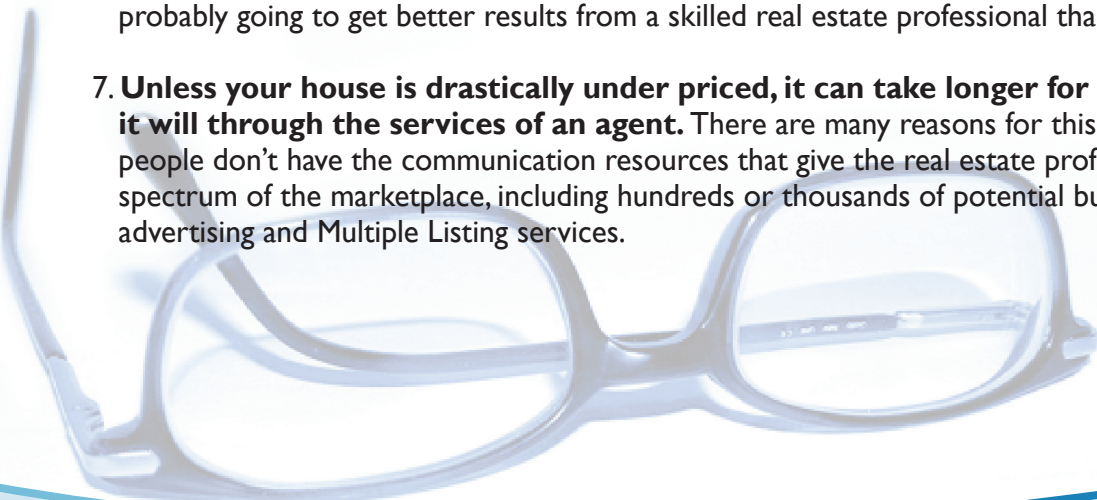 probably going to get better results from a skilled real estate professional tha
7. Unless your house is drastically under priced, it can take longer for
it will through the services of an agent. There are many reasons for this
people don’t have the communication resources that give the real estate prof
spectrum of the marketplace, including hundreds or thousands of potential bu
advertising and Multiple Listing services.